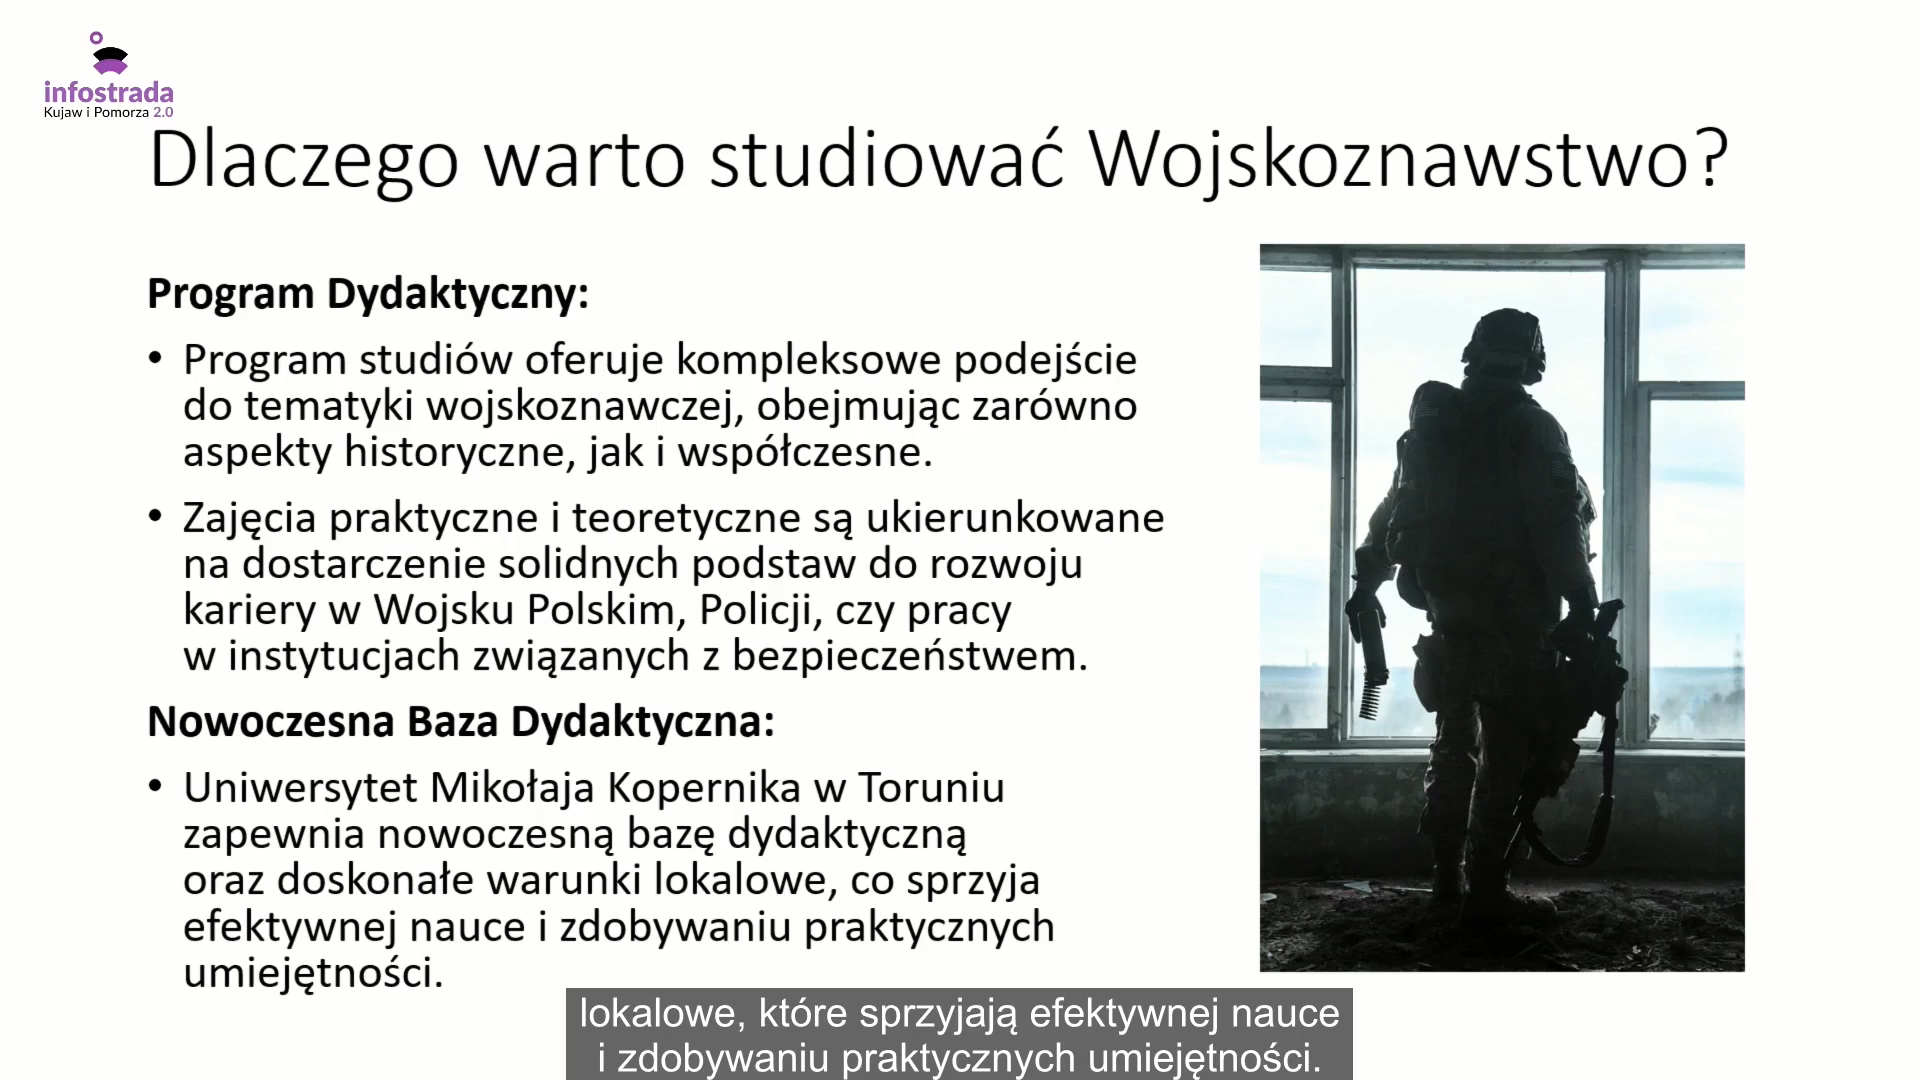 infostrada
Kujaw i Pomorza 2.0
Dlaczego warto studiować Wojskoznawstwo?
Program Dydaktyczny:
• Program studiów oferuje kompleksowe podejście
do tematyki wojskoznawczej, obejmując zarówno
aspekty historyczne, jak i współczesne.
• Zajęcia praktyczne i teoretyczne są ukierunkowane
na dostarczenie solidnych podstaw do rozwoju
kariery w Wojsku Polskim, Policji, czy pracy
w instytucjach związanych z bezpieczeństwem.
Nowoczesna Baza Dydaktyczna:
• Uniwersytet Mikołaja Kopernika w Toruniu
zapewnia nowoczesną bazę dydaktyczną
oraz doskonałe warunki lokalowe, co sprzyja
efektywnej nauce i zdobywaniu praktycznych
umiejętności.
lokalowe, które sprzyjają efektywnej nauce
i zdobywaniu praktycznych umiejętności.